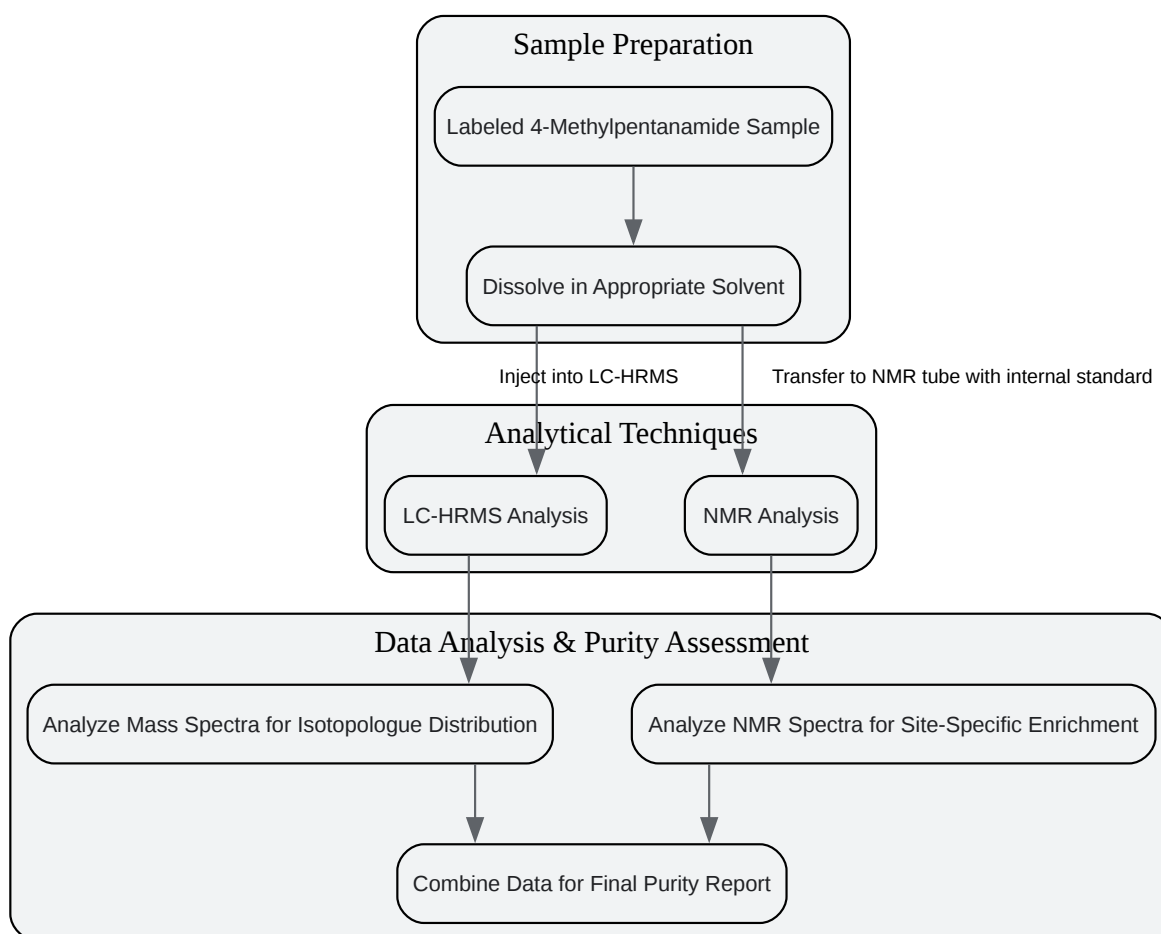 Sample Preparation
Labeled 4-Methylpentanamide Sample
Dissolve in Appropriate Solvent
Inject into LC-HRMS
Transfer to NMR tube with internal standard
Analytical Techniques
LC-HRMS Analysis
NMR Analysis
Data Analysis & Purity Assessment
Analyze Mass Spectra for Isotopologue Distribution
Analyze NMR Spectra for Site-Specific Enrichment
Combine Data for Final Purity Report